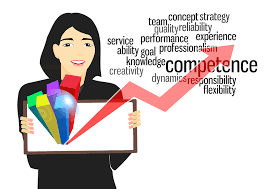 concept strategy
team
quality reliability
service performance experience
ability goal professionalism
knowledge
creativity competence
dynamics responsibility
flexibility